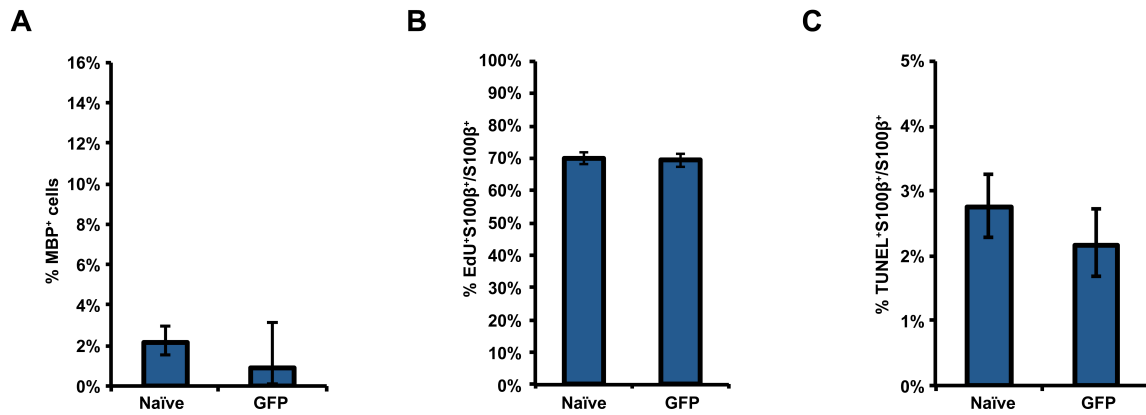 A
% MBP⁺ cells
16%
14%
12%
10%
8%
6%
4%
2%
0%
Naïve GFP
B
% EdU⁺S100β⁺/S100β⁺
100%
90%
80%
70%
60%
50%
40%
30%
20%
10%
0%
Naïve GFP
C
% TUNEL⁺S100β⁺/S100β⁺
5%
4%
3%
2%
1%
0%
Naïve GFP